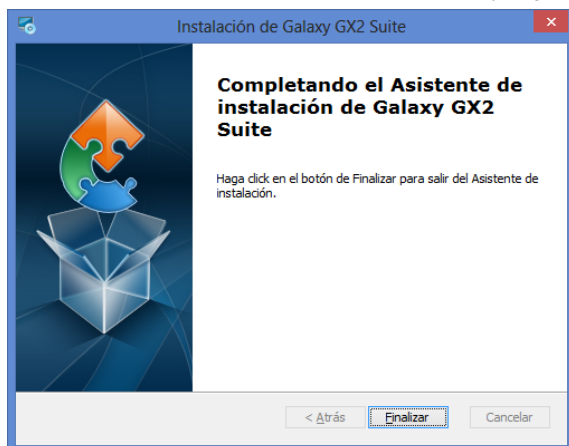 Instalación de Galaxy GX2 Suite
Completando el Asistente de
instalación de Galaxy GX2
Suite
Haga click en el botón de Finalizar para salir del Asistente de
instalación.
< Atrás Finalizar Cancelar